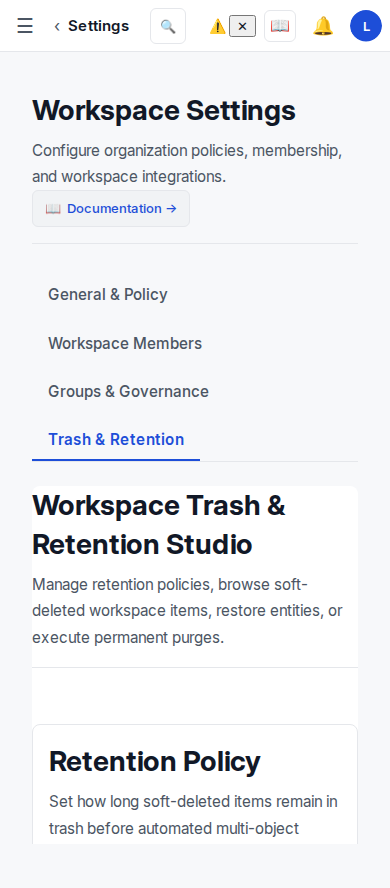 ☰ ‹ Settings 🔍 ⚠️ ✕ 📖 🔔 L
Workspace Settings
Configure organization policies, membership,
and workspace integrations.
📖 Documentation →
General & Policy
Workspace Members
Groups & Governance
Trash & Retention
Workspace Trash &
Retention Studio
Manage retention policies, browse soft-
deleted workspace items, restore entities, or
execute permanent purges.
Retention Policy
Set how long soft-deleted items remain in
trash before automated multi-object